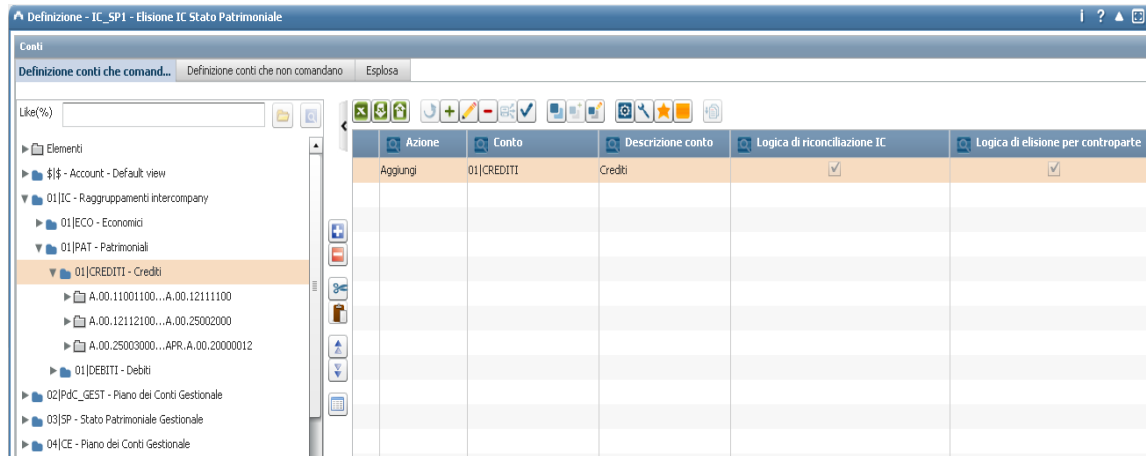 Definizione - IC_SP1 - Elisione IC Stato Patrimoniale
i ?
Conti
Definizione conti che comand... Definizione conti che non comandano Esplosa
Like(%)
Azione Conto Descrizione conto Logica di riconciliazione IC Logica di elisione per controparte
Aggiungi 01|CREDITI Crediti
Elementi
$|$ - Account - Default view
01|IC - Raggruppamenti intercompany
01|ECO - Economici
01|PAT - Patrimoniali
01|CREDITI - Crediti
A.00.11001100...A.00.12111100
A.00.12112100...A.00.25002000
A.00.25003000...APR.A.00.20000012
01|DEBITI - Debiti
02|PdC_GEST - Piano dei Conti Gestionale
03|SP - Stato Patrimoniale Gestionale
04|CE - Piano dei Conti Gestionale